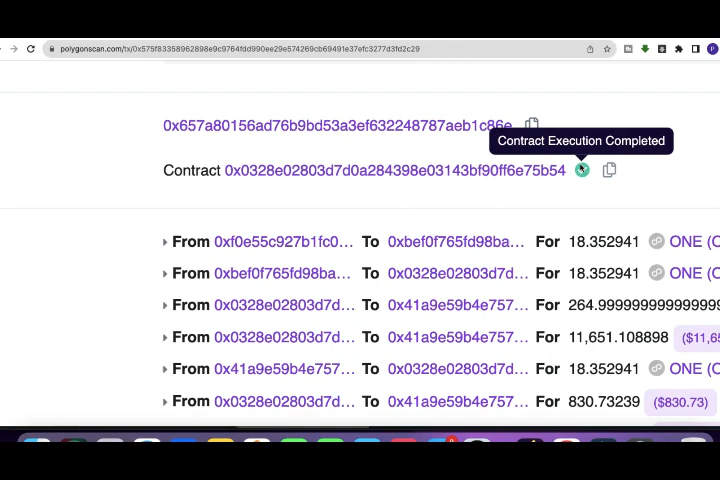 polygonscan.com/tx/0x575f83358962898e9c9764fdd990ee29e574269cb69491e37efc3277d3fd2c29
0x657a80156ad76b9bd53a3ef632248787aeb1c86e
Contract Execution Completed
Contract 0x0328e02803d7d0a284398e03143bf90ff6e75b54
From 0xf0e55c927b1fc0... To 0xbef0f765fd98ba... For 18.352941 ONE (O
From 0xbef0f765fd98ba... To 0x0328e02803d7d... For 18.352941 ONE (O
From 0x0328e02803d7d... To 0x41a9e59b4e757... For 264.9999999999999
From 0x0328e02803d7d... To 0x41a9e59b4e757... For 11,651.108898 ($11,65
From 0x41a9e59b4e757... To 0x0328e02803d7d... For 18.352941 ONE (O
From 0x0328e02803d7d... To 0x41a9e59b4e757... For 830.73239 ($830.73)